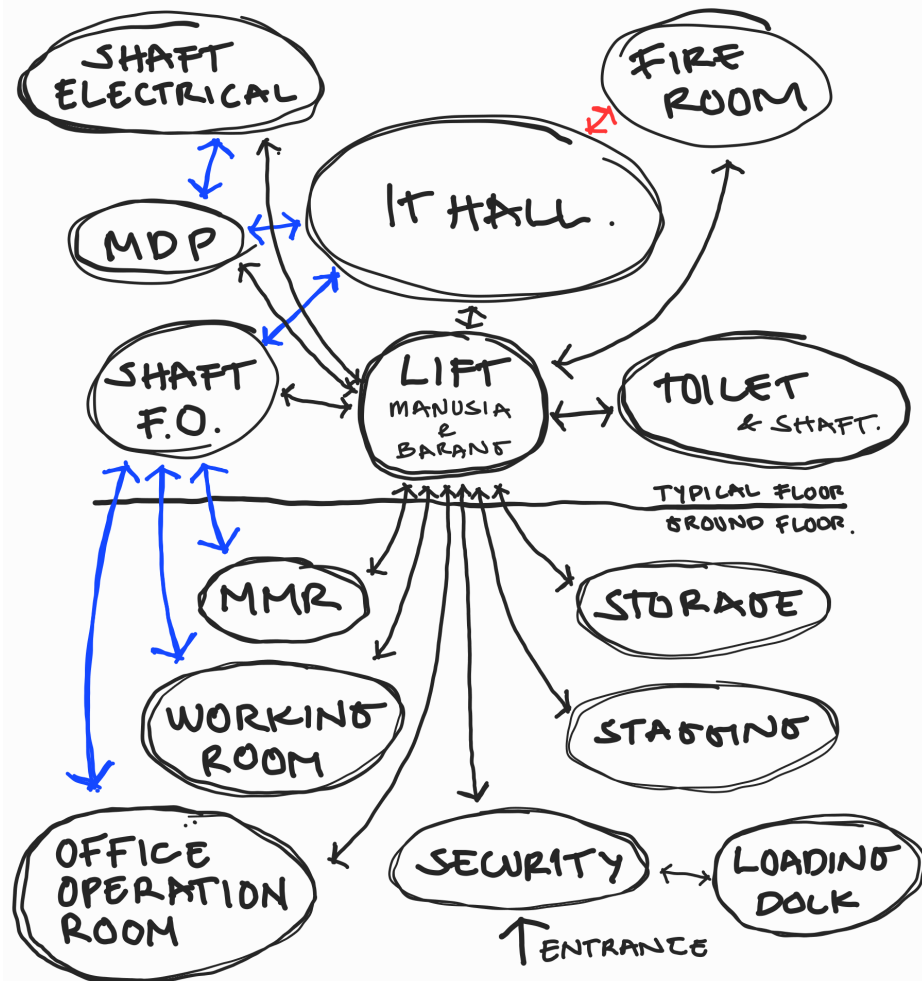 SHAFT
ELECTRICAL
FIRE
ROOM
IT HALL.
MDP
SHAFT
F.O.
LIFT
MANUSIA
&
BARANG
TOILET
& SHAFT.
TYPICAL FLOOR
GROUND FLOOR.
MMR
STORAGE
WORKING
ROOM
STAGGING
OFFICE
OPERATION
ROOM
SECURITY
LOADING
DOCK
ENTRANCE